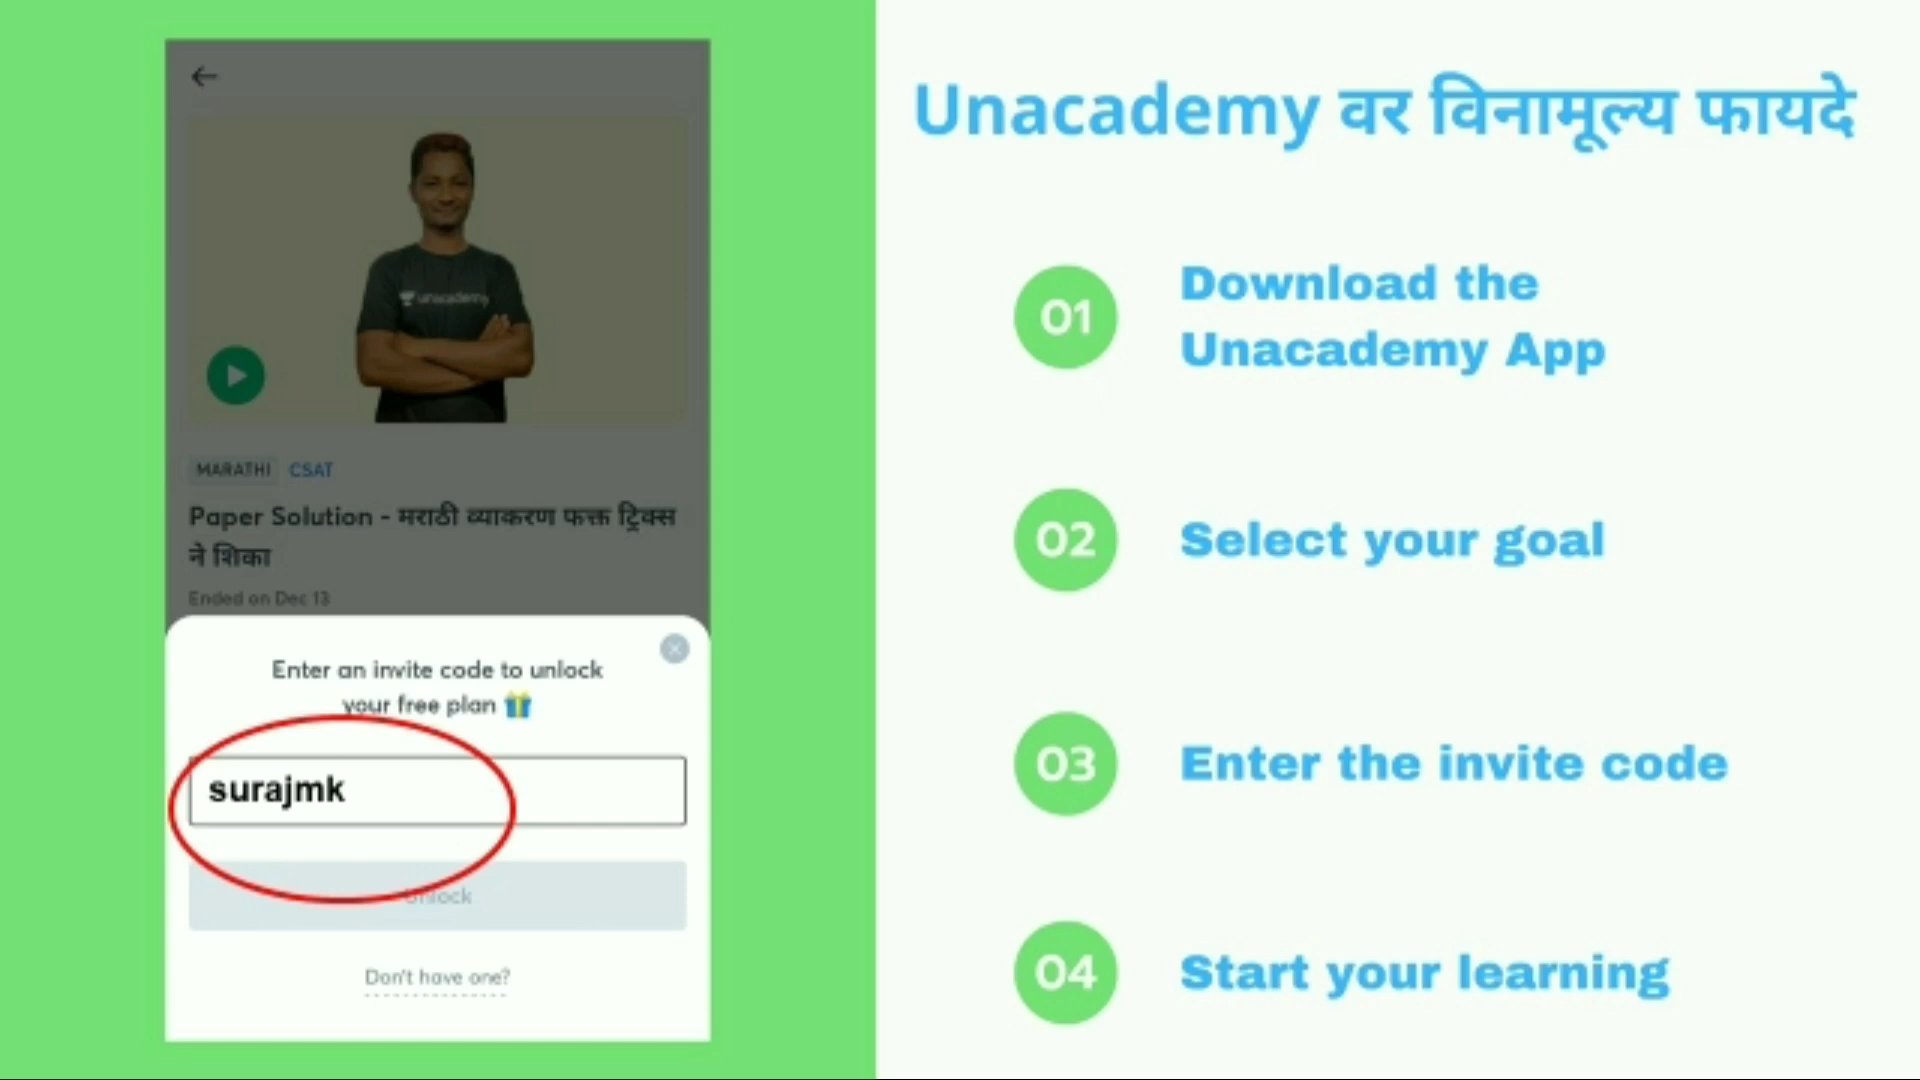 unacademy
MARATHI CSAT
Paper Solution - मराठी व्याकरण फक्त ट्रिक्स
ने शिका
Ended on Dec 13
Enter an invite code to unlock
your free plan
surajmk
Unlock
Don't have one?
Unacademy वर विनामूल्य फायदे
01 Download the
Unacademy App
02 Select your goal
03 Enter the invite code
04 Start your learning